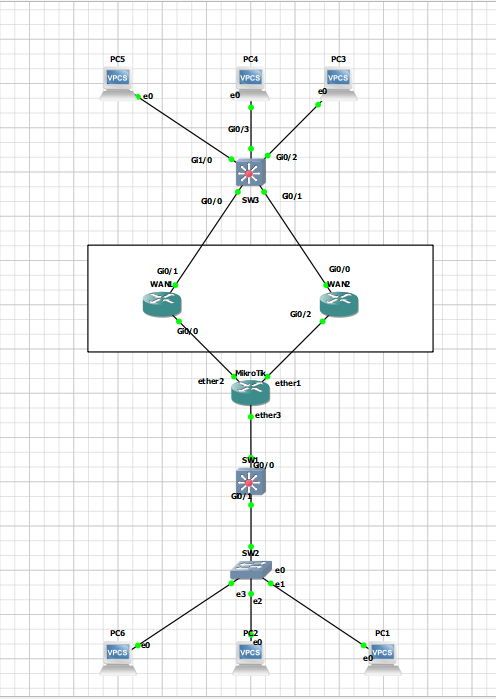 PC5
PC4
PC3
VPCS
VPCS
VPCS
e0
e0
e0
Gi0/3
Gi1/0
Gi0/2
SW3
Gi0/0
Gi0/1
Gi0/1
Gi0/0
WAN1
WAN2
Gi0/0
Gi0/2
MikroTik
ether2
ether1
ether3
SW1
Gi0/0
Gi0/1
SW2
e0
e1
e3
e2
PC6
PC2
PC1
VPCS
VPCS
VPCS
e0
e0
e0